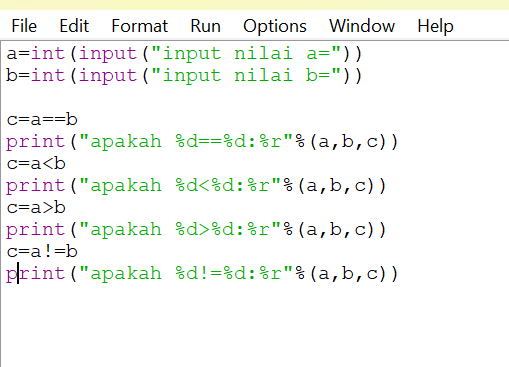 File Edit Format Run Options Window Help
a=int(input("input nilai a="))
b=int(input("input nilai b="))
c=a==b
print("apakah %d==%d:%r"%(a,b,c))
c=a<b
print("apakah %d<%d:%r"%(a,b,c))
c=a>b
print("apakah %d>%d:%r"%(a,b,c))
c=a!=b
print("apakah %d!=%d:%r"%(a,b,c))